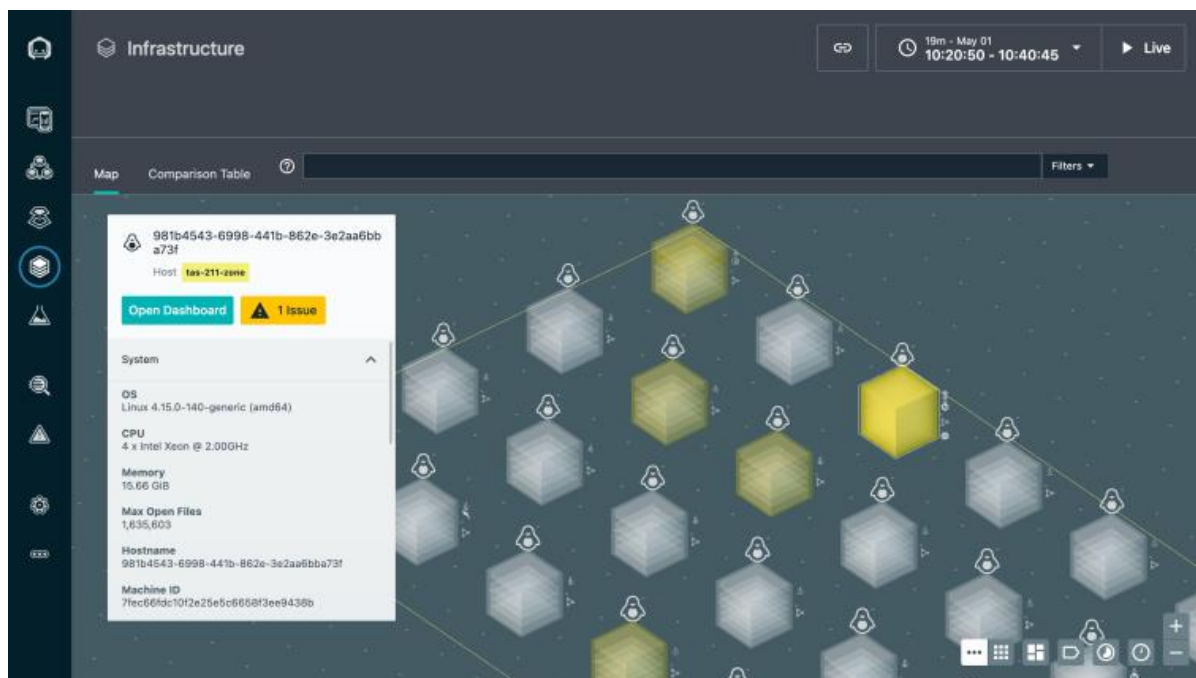 Infrastructure
19m - May 01
10:20:50 - 10:40:45
Live
Map
Comparison Table
Filters
981b4543-6998-441b-862e-3e2aa6bb
a73f
Host tas-211-zone
Open Dashboard
1 Issue
System
OS
Linux 4.15.0-140-generic (amd64)
CPU
4 x Intel Xeon @ 2.00GHz
Memory
15.66 GiB
Max Open Files
1,635,603
Hostname
981b4543-6998-441b-862e-3e2aa6bba73f
Machine ID
7fec66fdc10f2e25e5c6658f3ee9436b